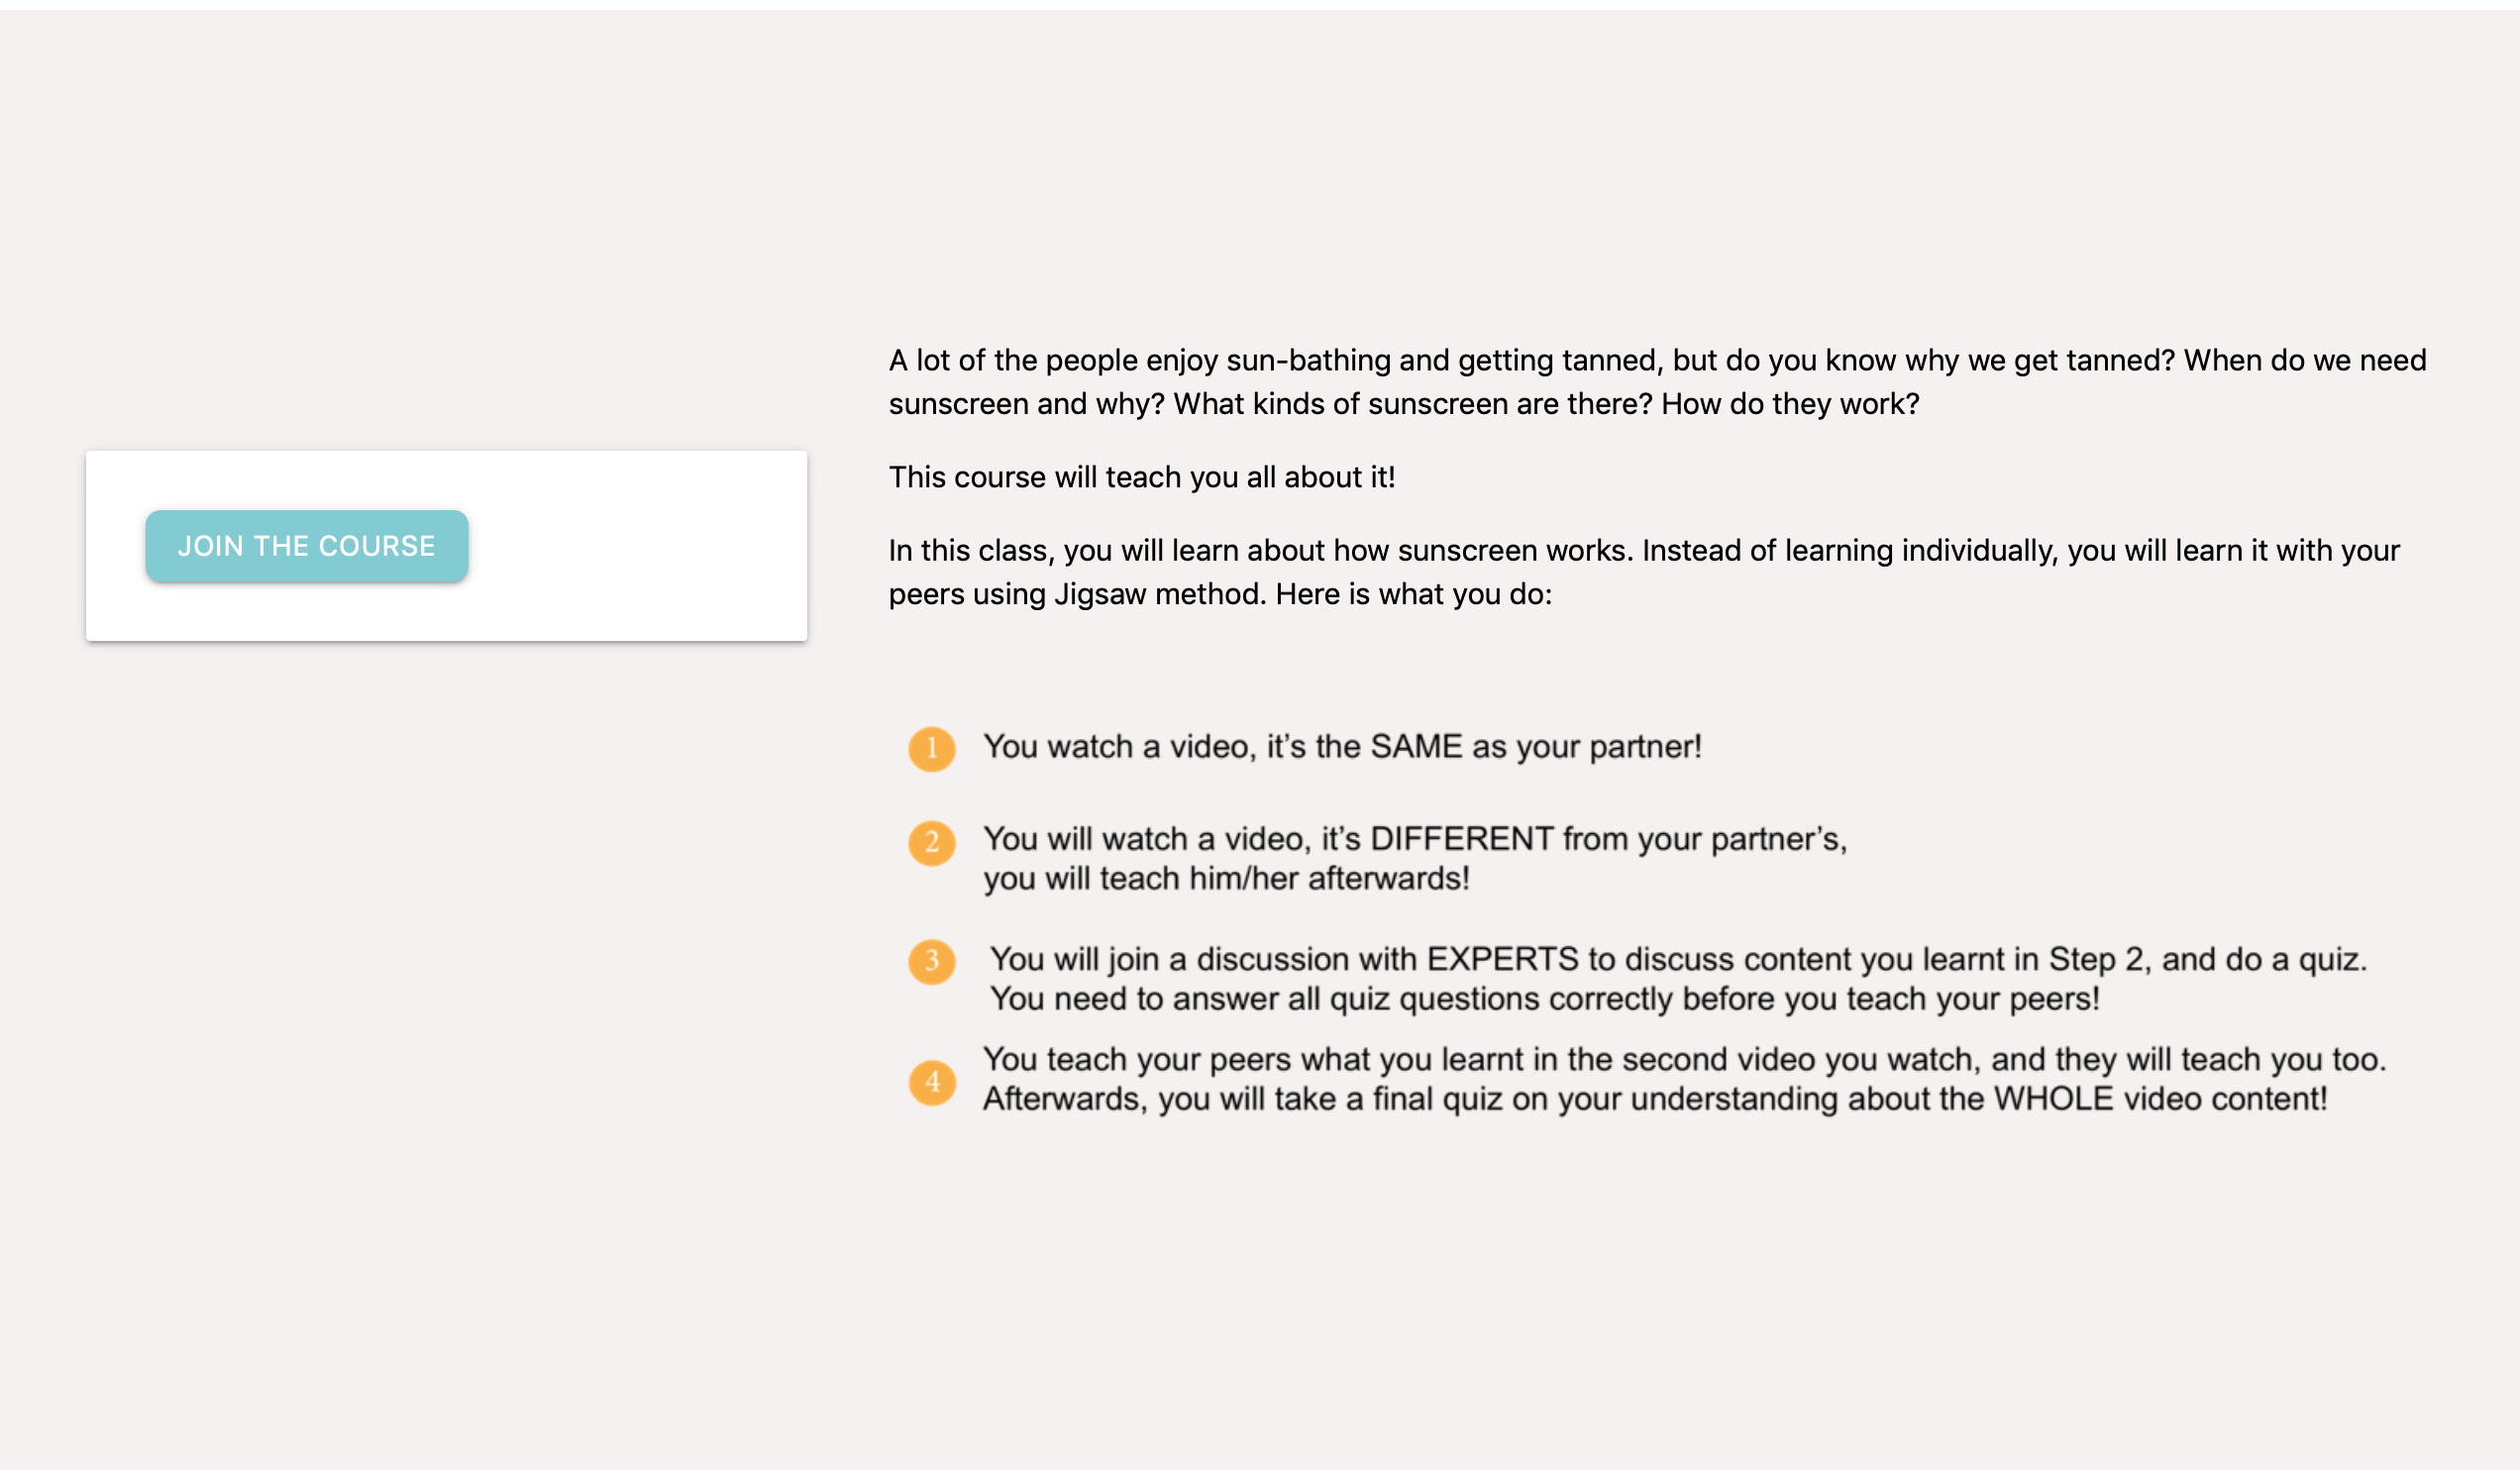 JOIN THE COURSE
A lot of the people enjoy sun-bathing and getting tanned, but do you know why we get tanned? When do we need
sunscreen and why? What kinds of sunscreen are there? How do they work?
This course will teach you all about it!
In this class, you will learn about how sunscreen works. Instead of learning individually, you will learn it with your
peers using Jigsaw method. Here is what you do:
1 You watch a video, it’s the SAME as your partner!
2 You will watch a video, it’s DIFFERENT from your partner’s,
you will teach him/her afterwards!
3 You will join a discussion with EXPERTS to discuss content you learnt in Step 2, and do a quiz.
You need to answer all quiz questions correctly before you teach your peers!
4 You teach your peers what you learnt in the second video you watch, and they will teach you too.
Afterwards, you will take a final quiz on your understanding about the WHOLE video content!